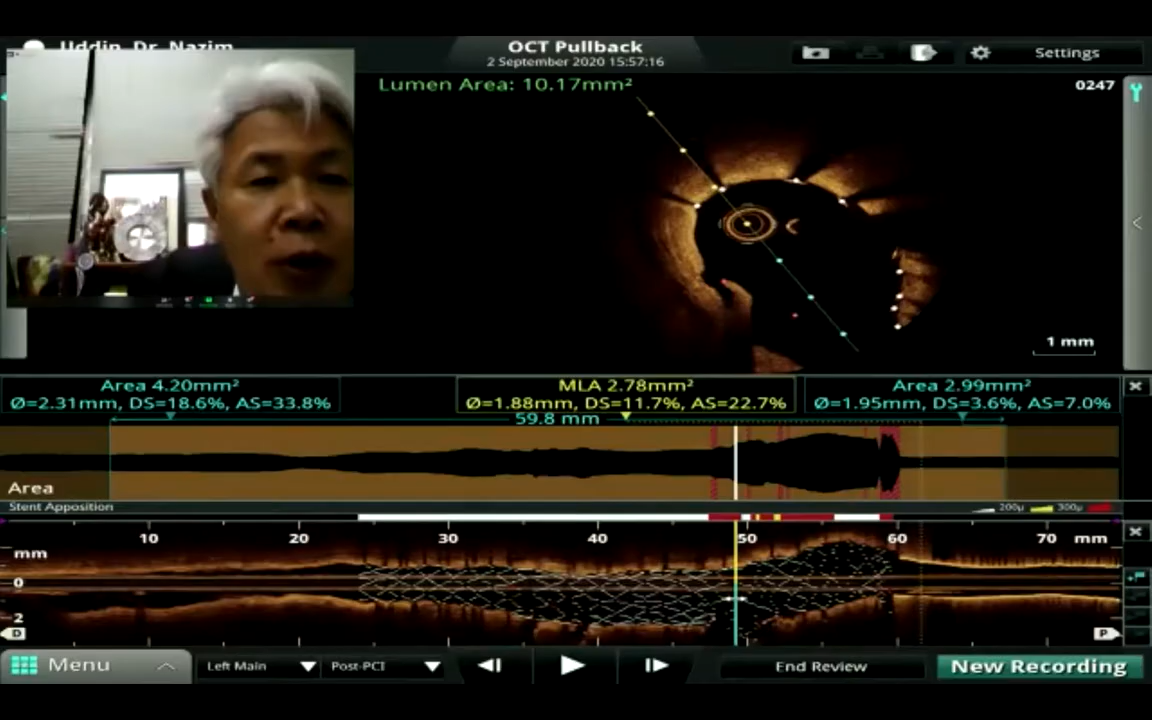 Uddin, Dr. Nazim
OCT Pullback
2 September 2020 15:57:16
Settings
Lumen Area: 10.17mm²
0247
1 mm
Area 4.20mm²
Ø=2.31mm, DS=18.6%, AS=33.8%
MLA 2.78mm²
Ø=1.88mm, DS=11.7%, AS=22.7%
Area 2.99mm²
Ø=1.95mm, DS=3.6%, AS=7.0%
59.8 mm
Area
Stent Apposition
200µ
300µ
10 20 30 40 50 60 70 mm
mm
0
2
D
P
Menu
Left Main
Post-PCI
End Review
New Recording